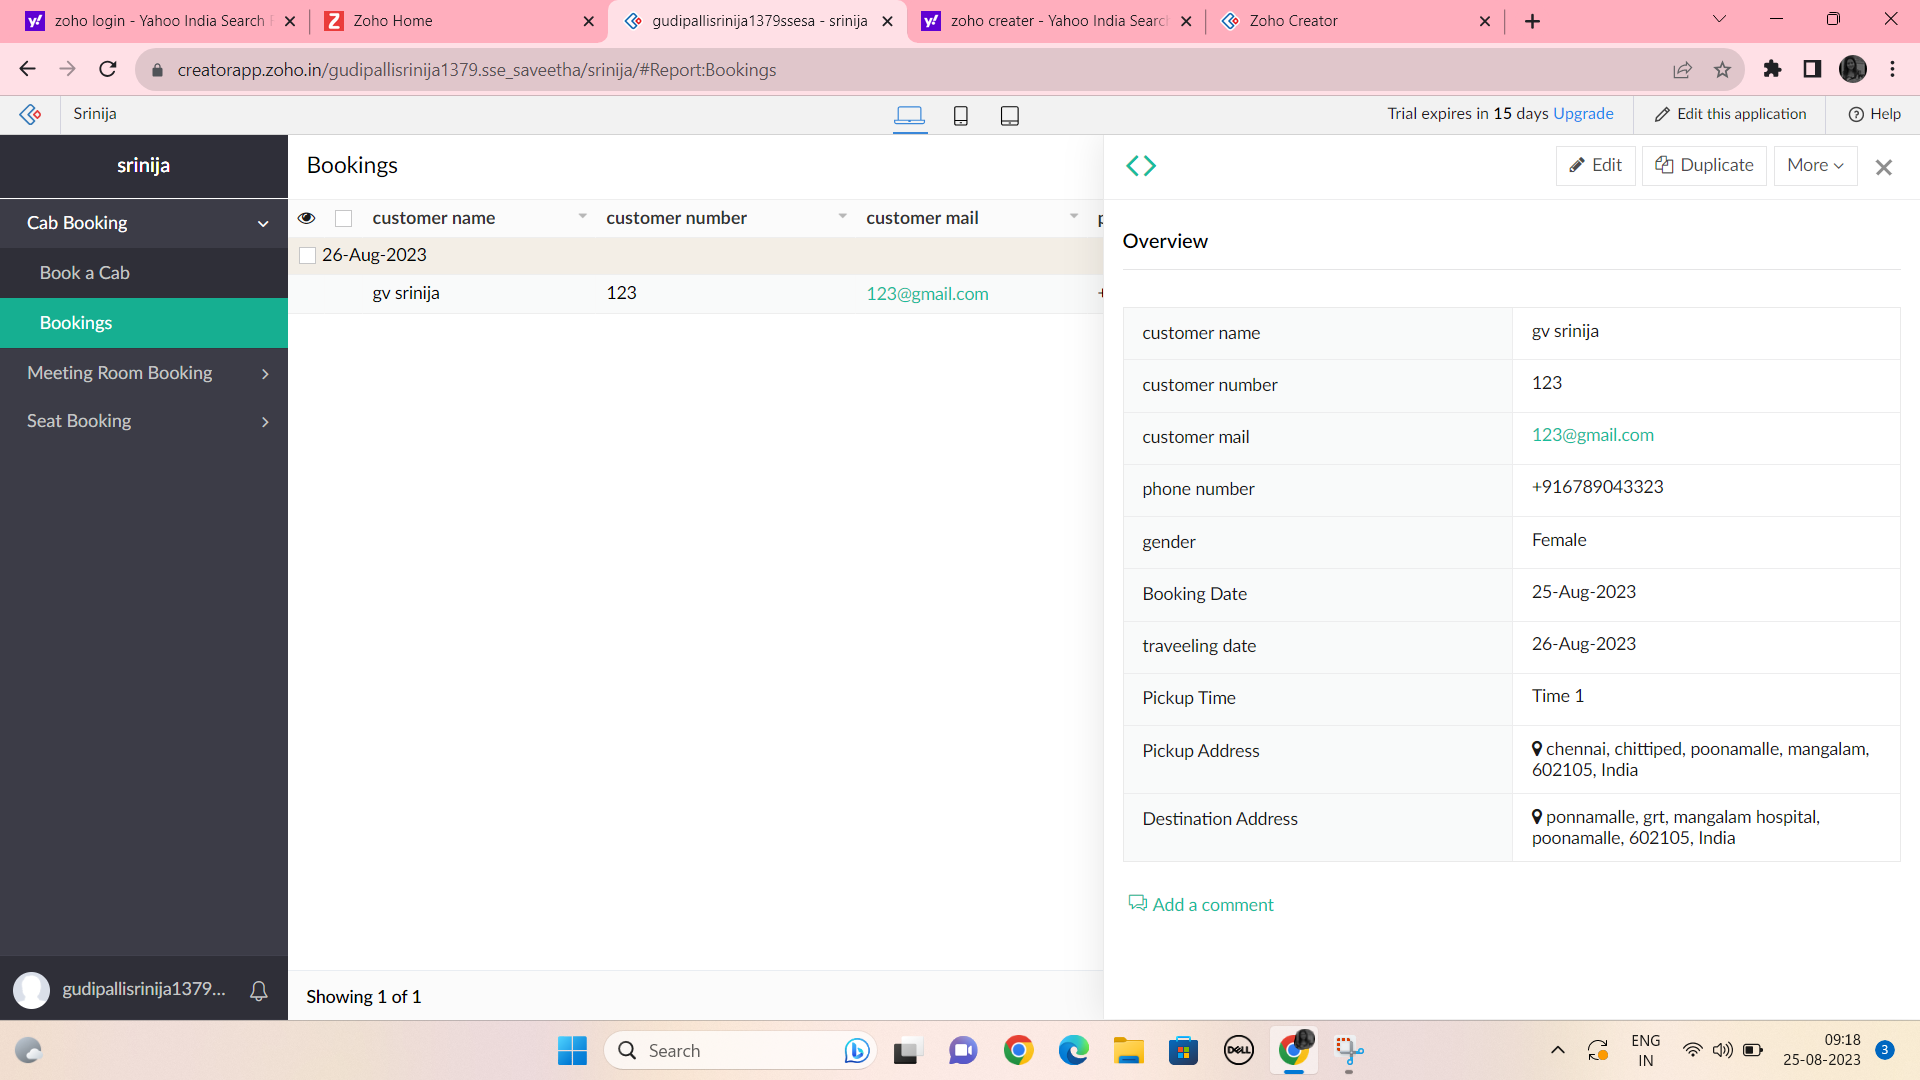 zoho login - Yahoo India Search
Zoho Home
gudipallisrinija1379ssesa - srinija
zoho creater - Yahoo India Search
Zoho Creator
creatorapp.zoho.in/gudipallisrinija1379.sse_saveetha/srinija/#Report:Bookings
Srinija
Trial expires in 15 days Upgrade
Edit this application
Help
srinija
Cab Booking
Book a Cab
Bookings
Meeting Room Booking
Seat Booking
gudipallisrinija1379...
Bookings
customer name
customer number
customer mail
26-Aug-2023
gv srinija
123
123@gmail.com
Showing 1 of 1
Edit
Duplicate
More
Overview
customer name
gv srinija
customer number
123
customer mail
123@gmail.com
phone number
+916789043323
gender
Female
Booking Date
25-Aug-2023
traveeling date
26-Aug-2023
Pickup Time
Time 1
Pickup Address
chennai, chittiped, poonamalle, mangalam,
602105, India
Destination Address
ponnamalle, grt, mangalam hospital,
poonamalle, 602105, India
Add a comment
Search
DELL
ENG
IN
09:18
25-08-2023
3